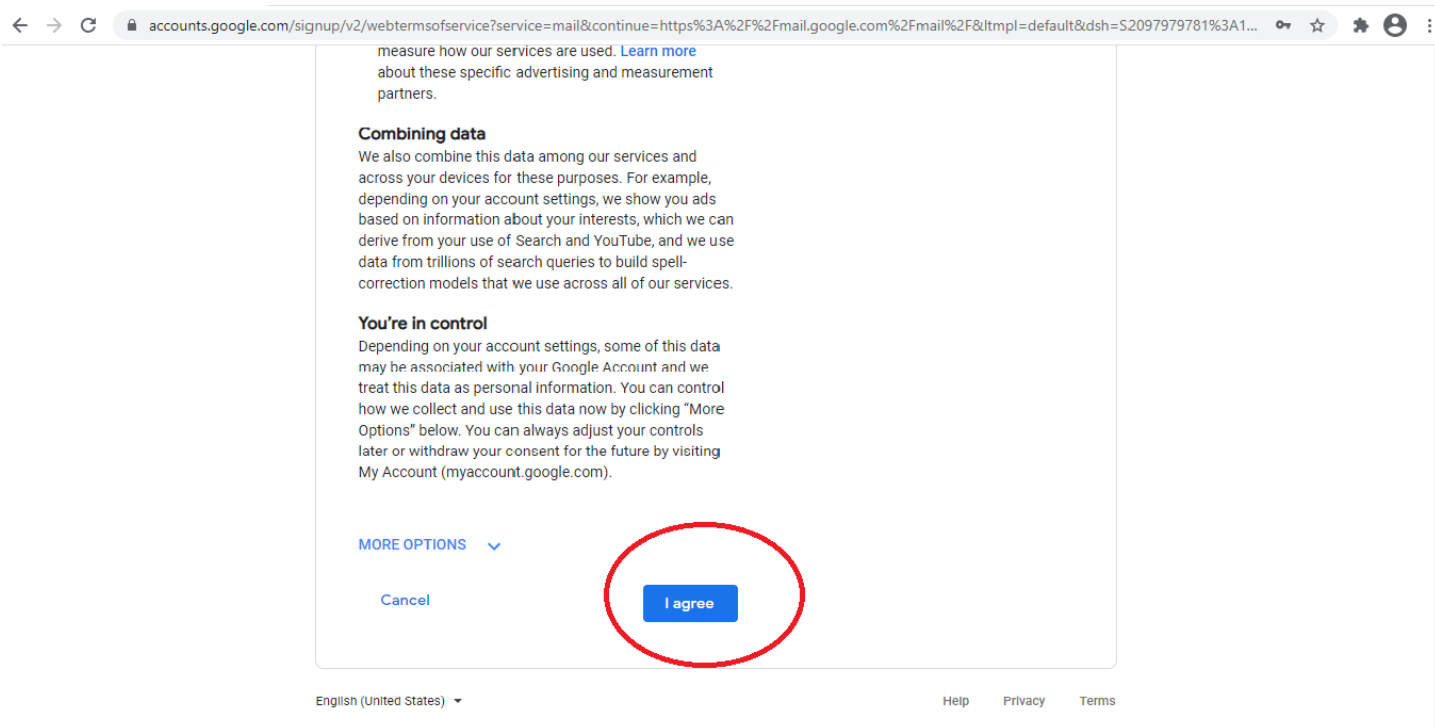 accounts.google.com/signup/v2/webtermsofservice?service=mail&continue=https%3A%2F%2Fmail.google.com%2Fmail%2F&ltmpl=default&dsh=S2097979781%3A1...
measure how our services are used. Learn more
about these specific advertising and measurement
partners.
Combining data
We also combine this data among our services and
across your devices for these purposes. For example,
depending on your account settings, we show you ads
based on information about your interests, which we can
derive from your use of Search and YouTube, and we use
data from trillions of search queries to build spell-
correction models that we use across all of our services.
You're in control
Depending on your account settings, some of this data
may be associated with your Google Account and we
treat this data as personal information. You can control
how we collect and use this data now by clicking “More
Options” below. You can always adjust your controls
later or withdraw your consent for the future by visiting
My Account (myaccount.google.com).
MORE OPTIONS
Cancel I agree
English (United States) Help Privacy Terms